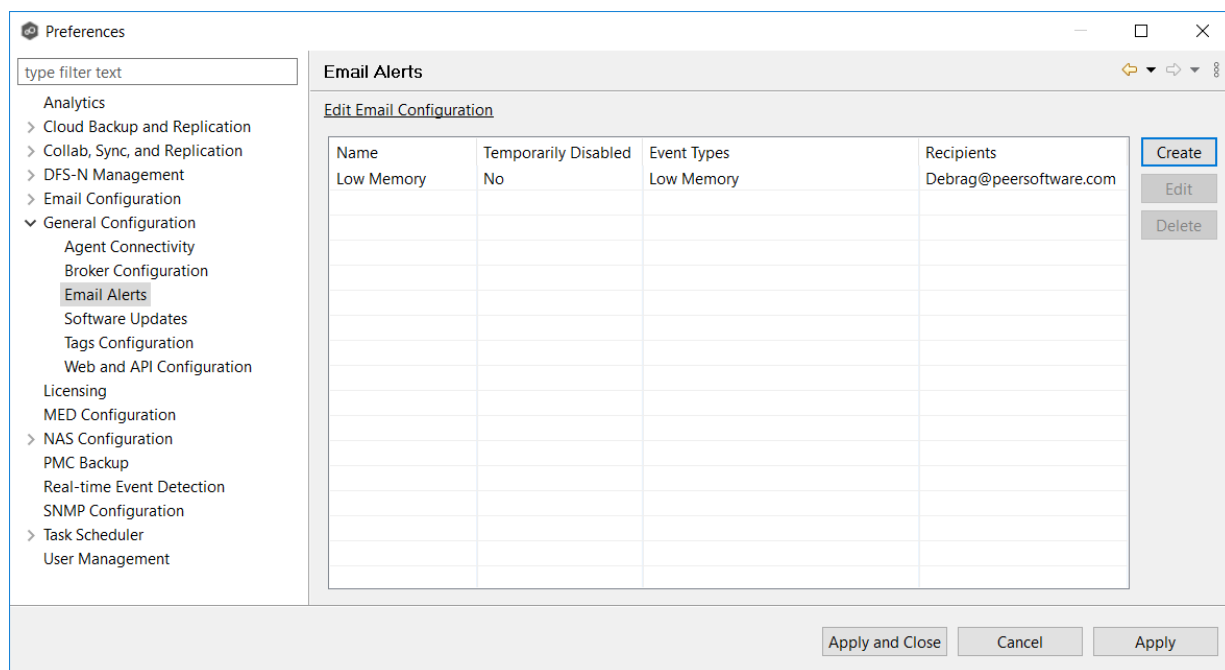 Preferences
type filter text
Analytics
Cloud Backup and Replication
Collab, Sync, and Replication
DFS-N Management
Email Configuration
General Configuration
Agent Connectivity
Broker Configuration
Email Alerts
Software Updates
Tags Configuration
Web and API Configuration
Licensing
MED Configuration
NAS Configuration
PMC Backup
Real-time Event Detection
SNMP Configuration
Task Scheduler
User Management
Email Alerts
Edit Email Configuration
Name Temporarily Disabled Event Types Recipients
Low Memory No Low Memory Debrag@peersoftware.com
Create
Edit
Delete
Apply and Close Cancel Apply